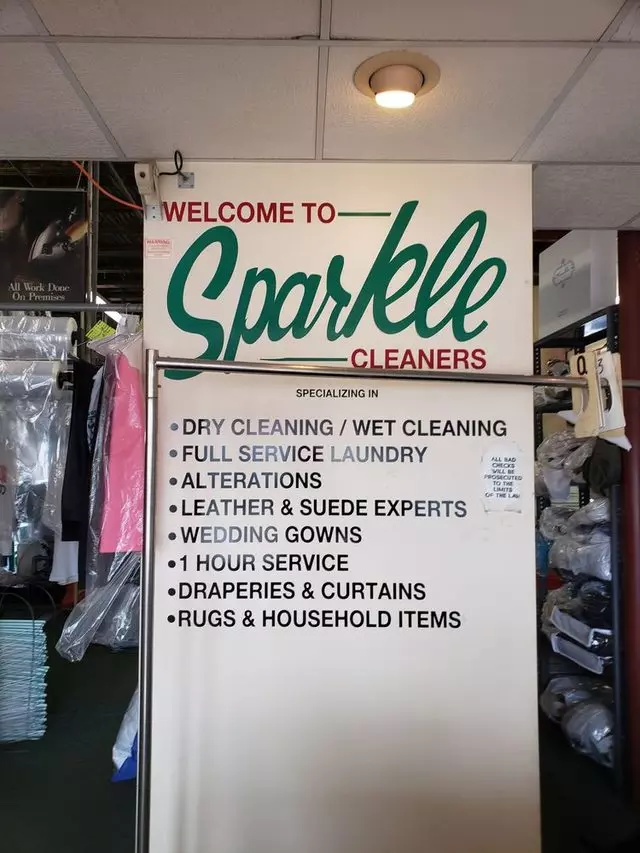 WELCOME TO
Sparkle
CLEANERS
SPECIALIZING IN
• DRY CLEANING / WET CLEANING
• FULL SERVICE LAUNDRY
• ALTERATIONS
• LEATHER & SUEDE EXPERTS
• WEDDING GOWNS
• 1 HOUR SERVICE
• DRAPERIES & CURTAINS
• RUGS & HOUSEHOLD ITEMS
ALL BAD
CHECKS
WILL BE
PROSECUTED
TO THE
LIMITS
OF THE LAW
All Work Done
On Premises
Q 3